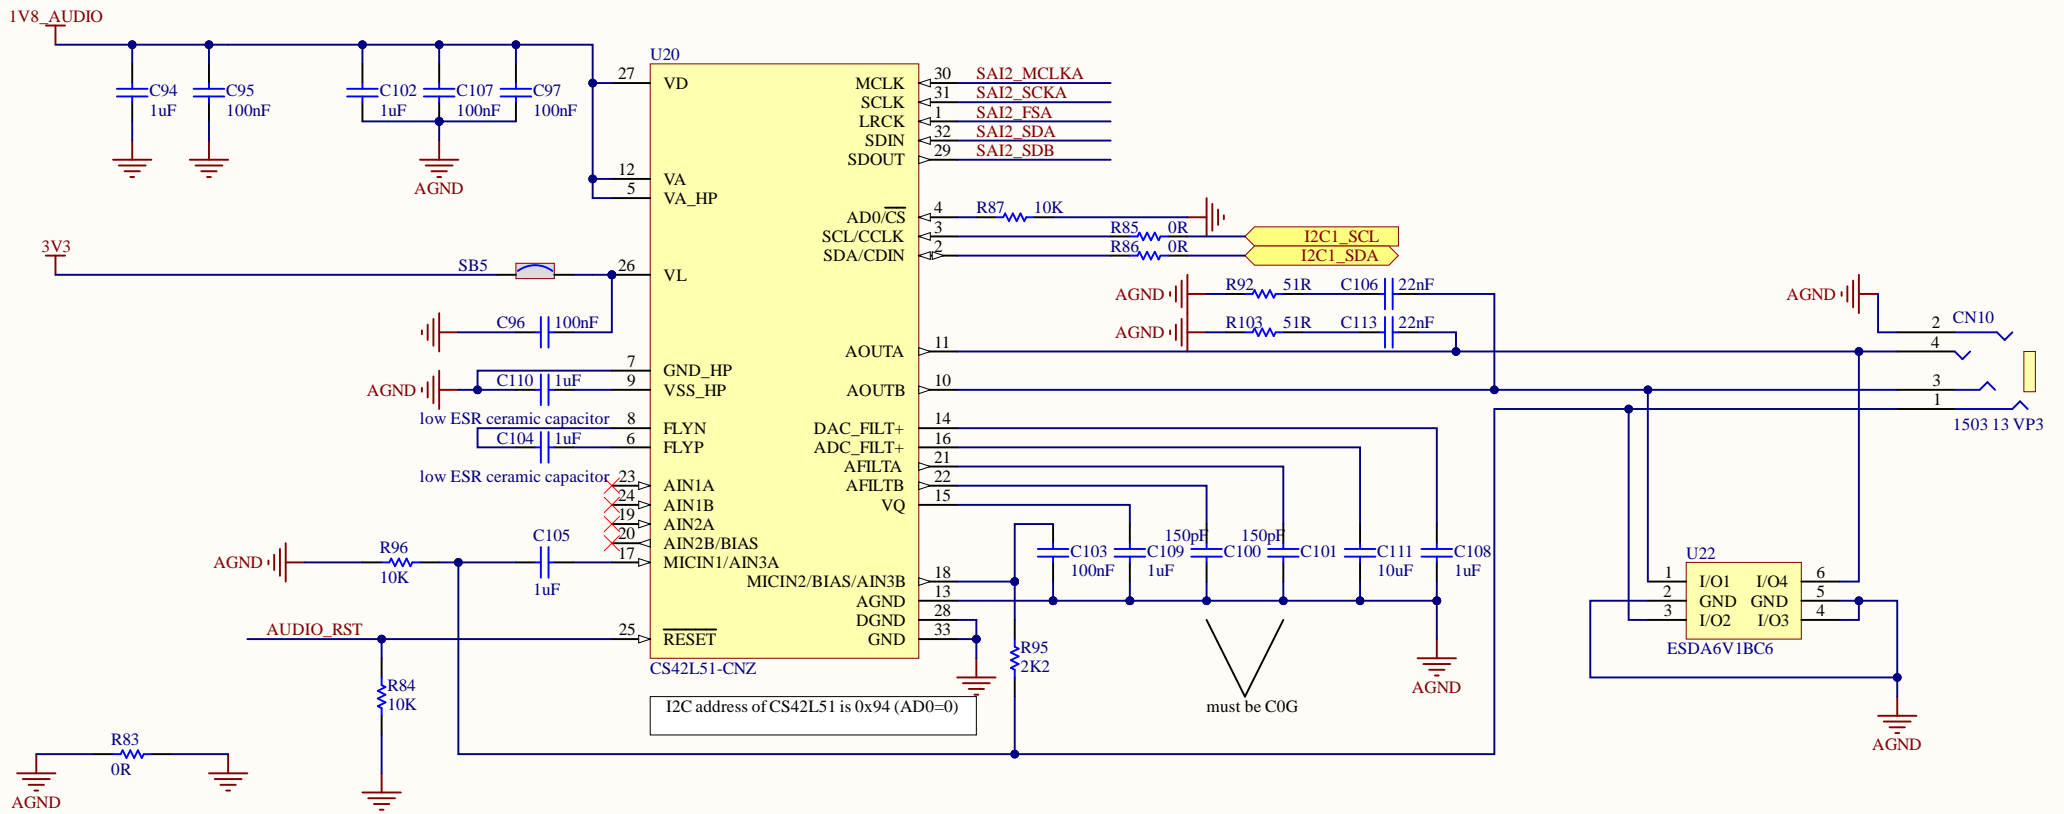 1V8_AUDIO
C94
1uF
C95
100nF
C102
1uF
C107
100nF
C97
100nF
AGND
3V3
SB5
C96
100nF
AGND
C110
1uF
low ESR ceramic capacitor
C104
1uF
low ESR ceramic capacitor
AGND
R96
10K
C105
1uF
AUDIO_RST
R84
10K
R83
0R
AGND
U20
27 VD
12 VA
5 VA_HP
26 VL
7 GND_HP
9 VSS_HP
8 FLYN
6 FLYP
23 AIN1A
24 AIN1B
19 AIN2A
20 AIN2B/BIAS
17 MICIN1/AIN3A
25 RESET
MCLK 30 SAI2_MCLKA
SCLK 31 SAI2_SCKA
LRCK 1 SAI2_FSA
SDIN 32 SAI2_SDA
SDOUT 29 SAI2_SDB
AD0/CS 4 R87 10K
SCL/CCLK 3 R85 0R I2C1_SCL
SDA/CDIN 2 R86 0R I2C1_SDA
AOUTA 11
AOUTB 10
DAC_FILT+ 14
ADC_FILT+ 16
AFILTA 21
AFILTB 22
VQ 15
MICIN2/BIAS/AIN3B 18
AGND 13
DGND 28
GND 33
CS42L51-CNZ
I2C address of CS42L51 is 0x94 (AD0=0)
AGND R92 51R C106 22nF
AGND R103 51R C113 22nF
C103
100nF
C109
1uF
150pF
C100
150pF
C101
C111
10uF
C108
1uF
R95
2K2
must be C0G
AGND
AGND
2 CN10
4
3
1
1503 13 VP3
U22
1 I/O1 I/O4 6
2 GND GND 5
3 I/O2 I/O3 4
ESDA6V1BC6
AGND